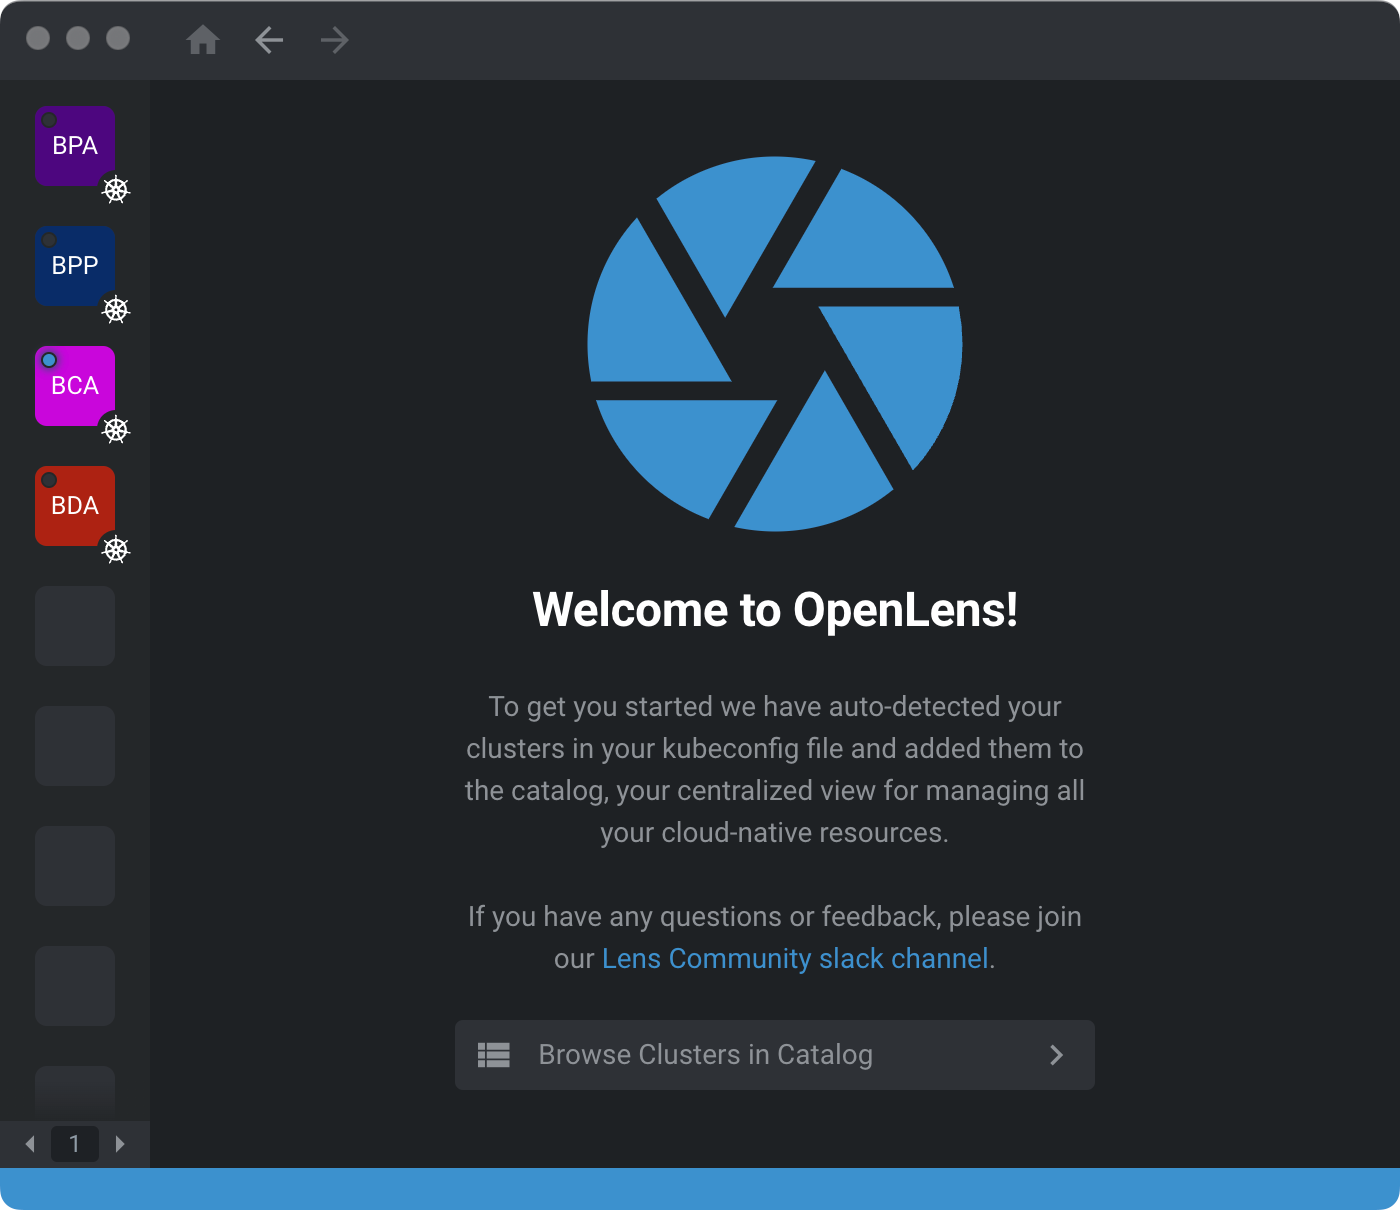 BPA
BPP
BCA
BDA
1
Welcome to OpenLens!
To get you started we have auto-detected your
clusters in your kubeconfig file and added them to
the catalog, your centralized view for managing all
your cloud-native resources.
If you have any questions or feedback, please join
our Lens Community slack channel.
Browse Clusters in Catalog